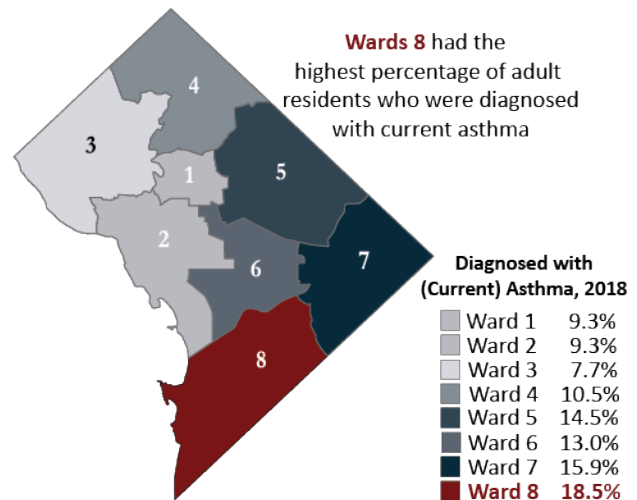 Wards 8 had the
highest percentage of adult
residents who were diagnosed
with current asthma
4
3
1
5
2
6
7
8
Diagnosed with
(Current) Asthma, 2018
Ward 1 9.3%
Ward 2 9.3%
Ward 3 7.7%
Ward 4 10.5%
Ward 5 14.5%
Ward 6 13.0%
Ward 7 15.9%
Ward 8 18.5%